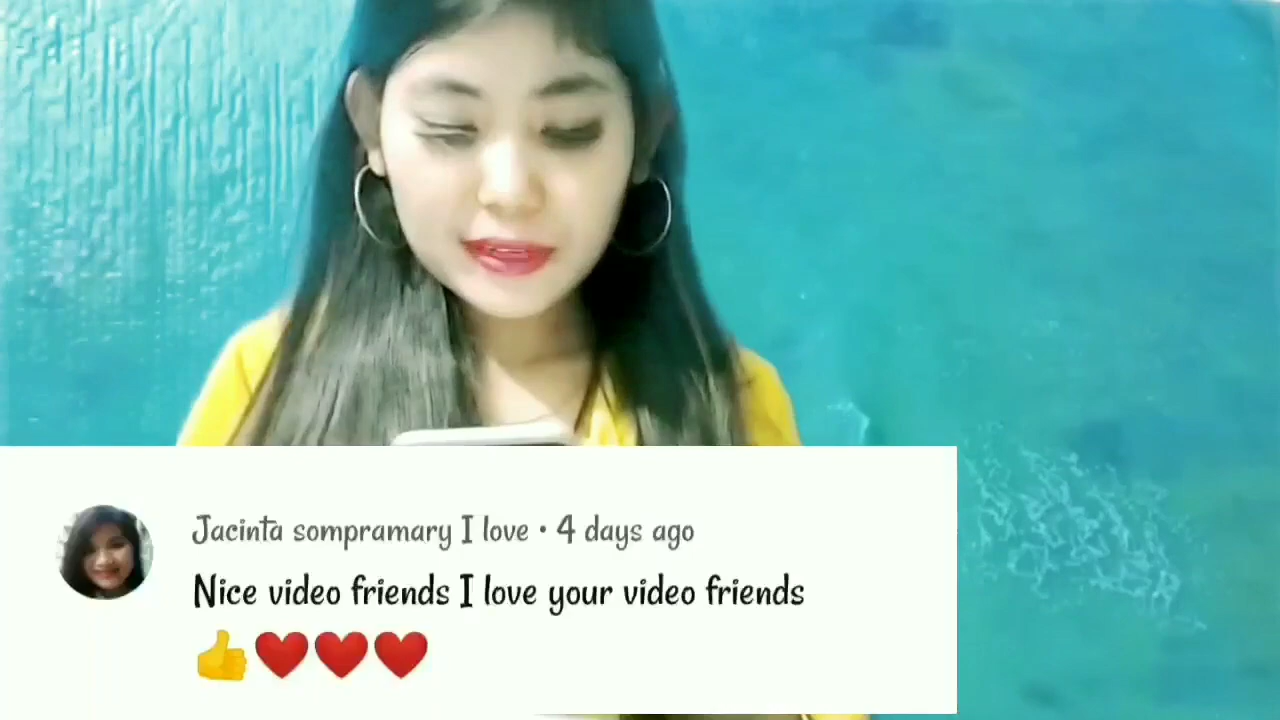 Jacinta sompramary I love • 4 days ago
Nice video friends I love your video friends
👍❤️❤️❤️